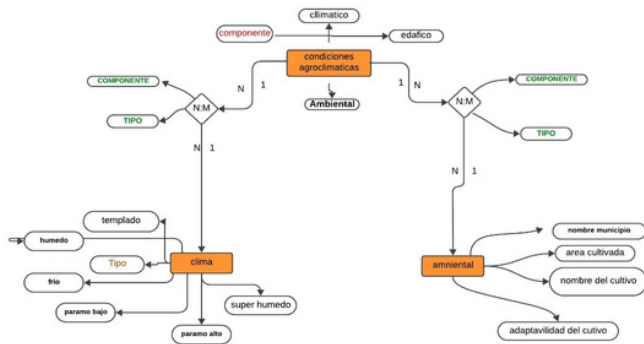 cllimatico
componente
edafico
condiciones
agroclimaticas
COMPONENTE
N
1
1
N
COMPONENTE
Ambiental
N:M
N:M
TIPO
TIPO
N
1
N
1
templado
humedo
nombre municipio
Tipo
clima
amniental
area cultivada
frio
nombre del cultivo
super humedo
paramo bajo
paramo alto
adaptavilidad del cutivo